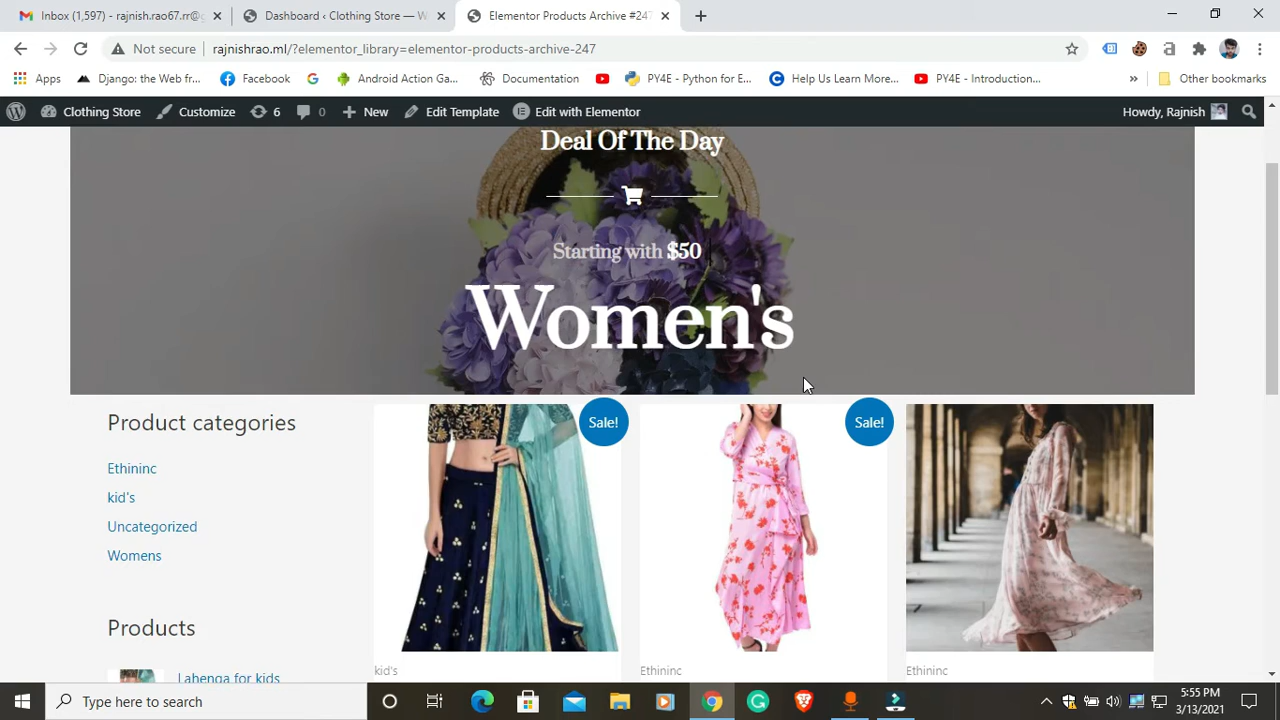 Inbox (1,597) - rajnish.rao67.rr@g
Dashboard ‹ Clothing Store — W
Elementor Products Archive #247
Not secure
rajnishrao.ml/?elementor_library=elementor-products-archive-247
Apps
Django: the Web fr...
Facebook
Android Action Ga...
Documentation
PY4E - Python for E...
Help Us Learn More...
PY4E - Introduction...
»
Other bookmarks
Clothing Store
Customize
6
0
New
Edit Template
Edit with Elementor
Howdy, Rajnish
Deal Of The Day
Starting with $50
Women's
Product categories
Ethininc
kid's
Uncategorized
Womens
Products
Lahenga for kids
Sale!
Sale!
kid's
Ethininc
Ethininc
Type here to search
5:55 PM
3/13/2021